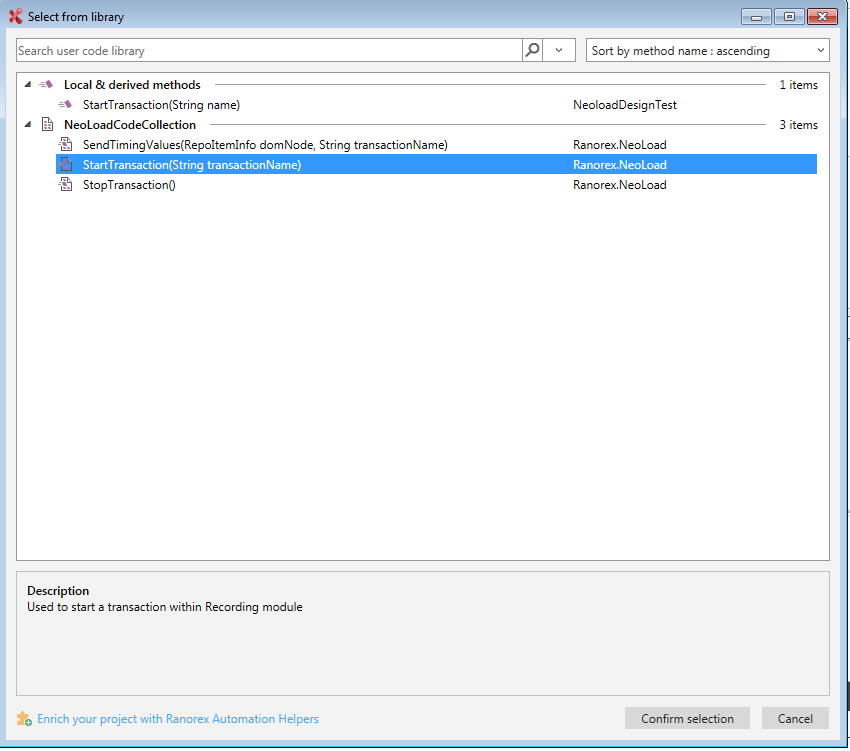 Select from library
Search user code library
Sort by method name : ascending
Local & derived methods 1 items
StartTransaction(String name) NeoloadDesignTest
NeoLoadCodeCollection 3 items
SendTimingValues(RepoItemInfo domNode, String transactionName) Ranorex.NeoLoad
StartTransaction(String transactionName) Ranorex.NeoLoad
StopTransaction() Ranorex.NeoLoad
Description
Used to start a transaction within Recording module
Enrich your project with Ranorex Automation Helpers
Confirm selection Cancel